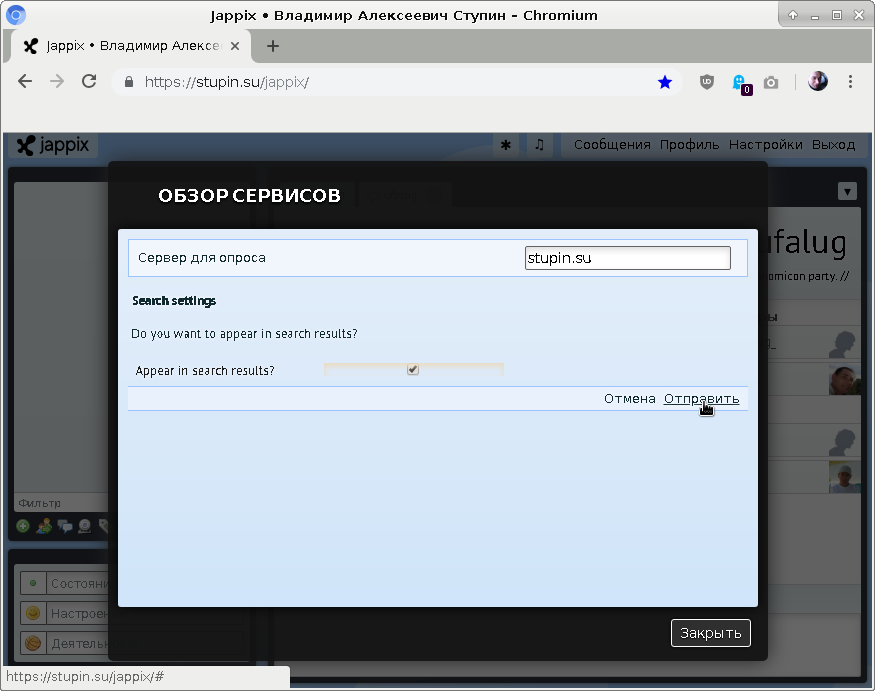 Jappix • Владимир Алексеевич Ступин - Chromium
Jappix • Владимир Алексе
https://stupin.su/jappix/
0
jappix
Сообщения Профиль Настройки Выход
ОБЗОР СЕРВИСОВ
Сервер для опроса stupin.su
ufalug
omicon party. //
Search settings
Do you want to appear in search results?
Appear in search results?
Отмена Отправить
Фильтр
Состояни
Настроен
Деятельн
Закрыть
https://stupin.su/jappix/#